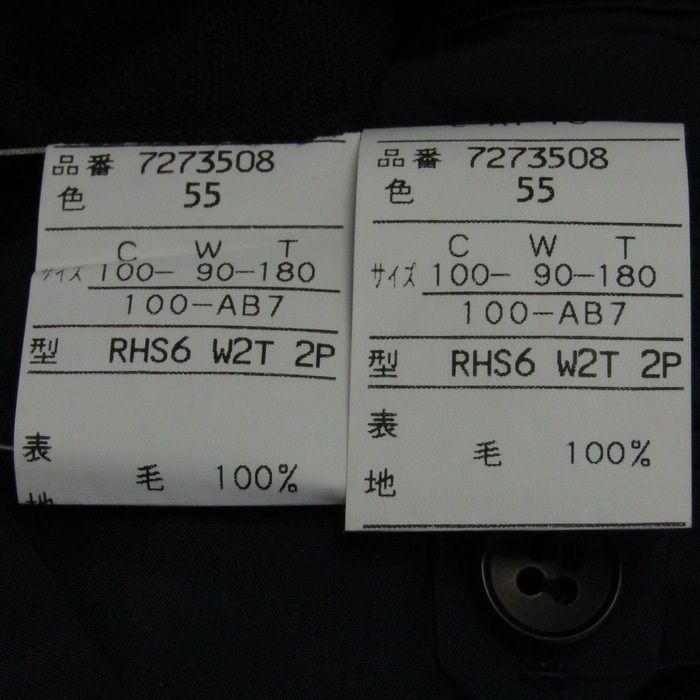 品番 7273508
色 55
C W T
サイズ 100- 90-180
100-AB7
型 RHS6 W2T 2P
表地
毛 100%
品番 7273508
色 55
C W T
サイズ 100- 90-180
100-AB7
型 RHS6 W2T 2P
表地
毛 100%